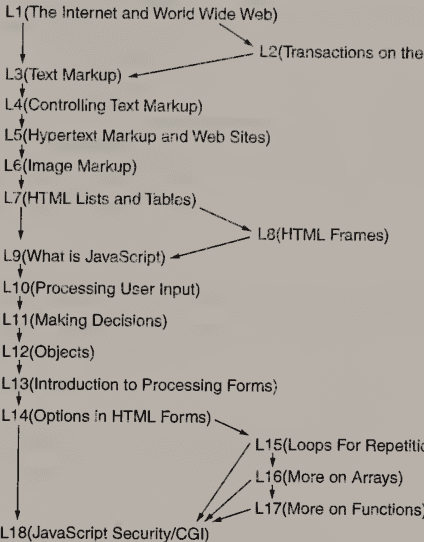 L1(The Internet and World Wide Web)
L2(Transactions on the
L3(Text Markup)
L4(Controlling Text Markup)
L5(Hypertext Markup and Web Sites)
L6(Image Markup)
L7(HTML Lists and Tables)
L8(HTML Frames)
L9(What is JavaScript)
L10(Processing User Input)
L11(Making Decisions)
L12(Objects)
L13(Introduction to Processing Forms)
L14(Options in HTML Forms)
L15(Loops For Repetitio
L16(More on Arrays)
L17(More on Functions)
L18(JavaScript Security/CGI)